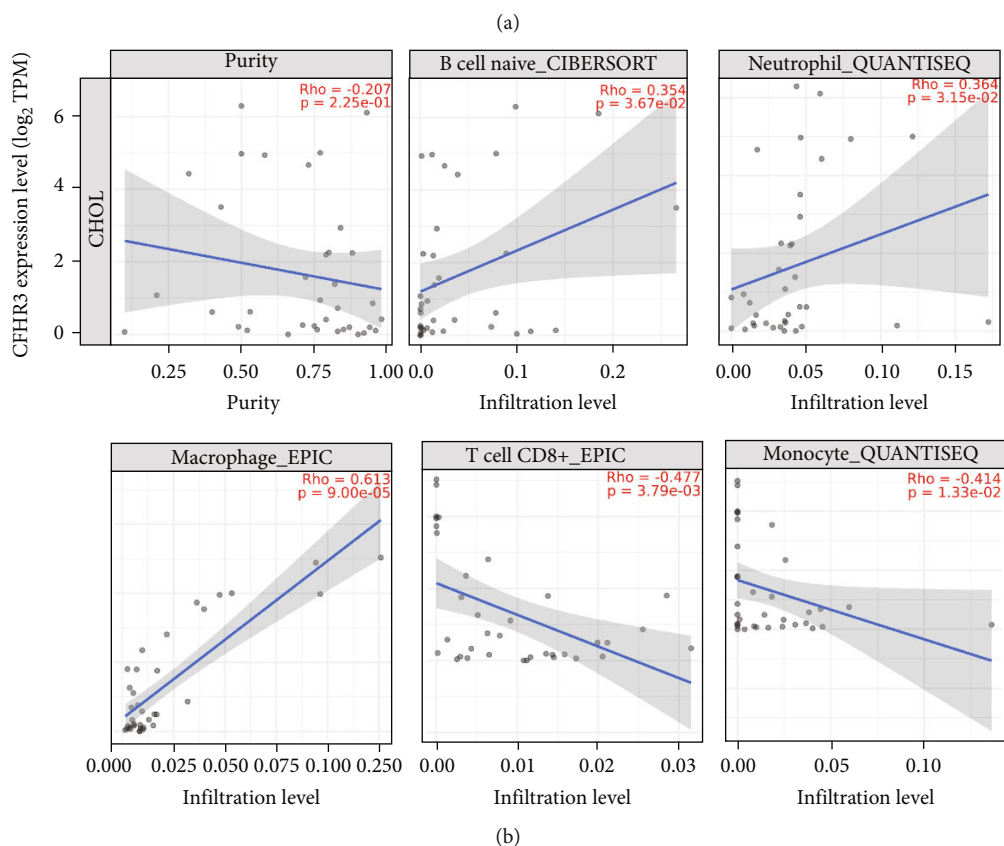 (a)
Purity
B cell naive_CIBERSORT
Neutrophil_QUANTISEQ
Rho = -0.207
p = 2.25e-01
Rho = 0.354
p = 3.67e-02
Rho = 0.364
p = 3.15e-02
CFHR3 expression level (log₂ TPM)
CHOL
6
4
2
0
0.25 0.50 0.75 1.00
0.0 0.1 0.2
0.00 0.05 0.10 0.15
Purity
Infiltration level
Infiltration level
Macrophage_EPIC
T cell CD8+_EPIC
Monocyte_QUANTISEQ
Rho = 0.613
p = 9.00e-05
Rho = -0.477
p = 3.79e-03
Rho = -0.414
p = 1.33e-02
0.000 0.025 0.050 0.075 0.100 0.250
0.00 0.01 0.02 0.03
0.00 0.05 0.10
Infiltration level
Infiltration level
Infiltration level
(b)